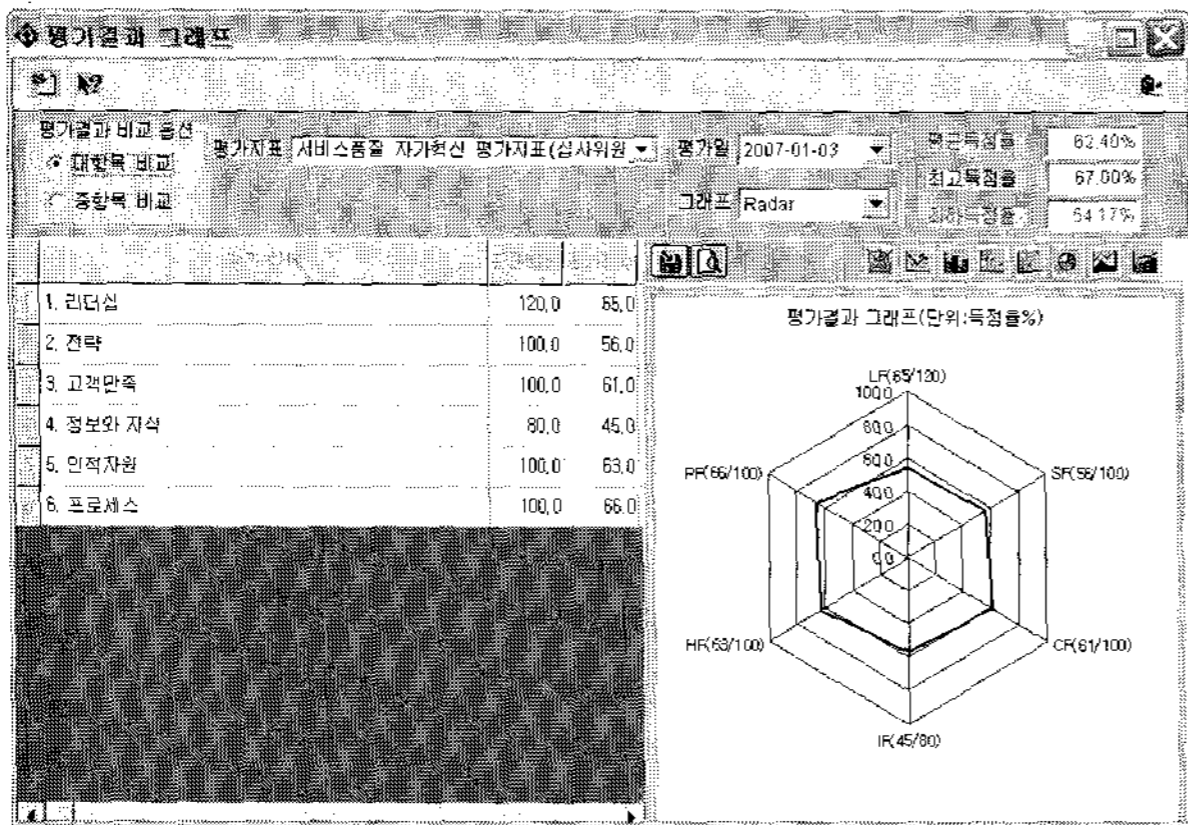 평가결과 그래프
평가결과 비교 옵션
대항목 비교
중항목 비교
평가지표 서비스품질 자가혁신 평가지표(심사위원
평가일 2007-01-03
그래프 Radar
평균득점율 62.40%
최고득점율 67.00%
54.17%
1. 리더십 120.0 65.0
2. 전략 100.0 56.0
3. 고객만족 100.0 61.0
4. 정보와 지식 80.0 45.0
5. 인적자원 100.0 63.0
6. 프로세스 100.0 66.0
평가결과 그래프(단위:득점율%)
LF(65/120)
100.0
80.0
60.0
40.0
20.0
0.0
PF(66/100)
SF(56/100)
HF(63/100)
CF(61/100)
IF(45/80)